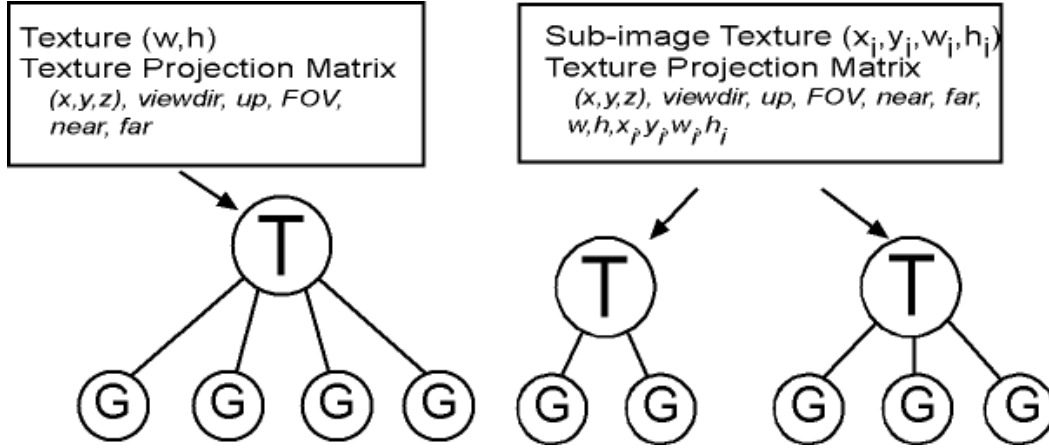 Texture (w,h)
Texture Projection Matrix
(x,y,z), viewdir, up, FOV,
near, far
Sub-image Texture (xi,yi,wi,hi)
Texture Projection Matrix
(x,y,z), viewdir, up, FOV, near, far,
w,h,xi,yi,wi,hi
T
T
T
G G G G
G G
G G G